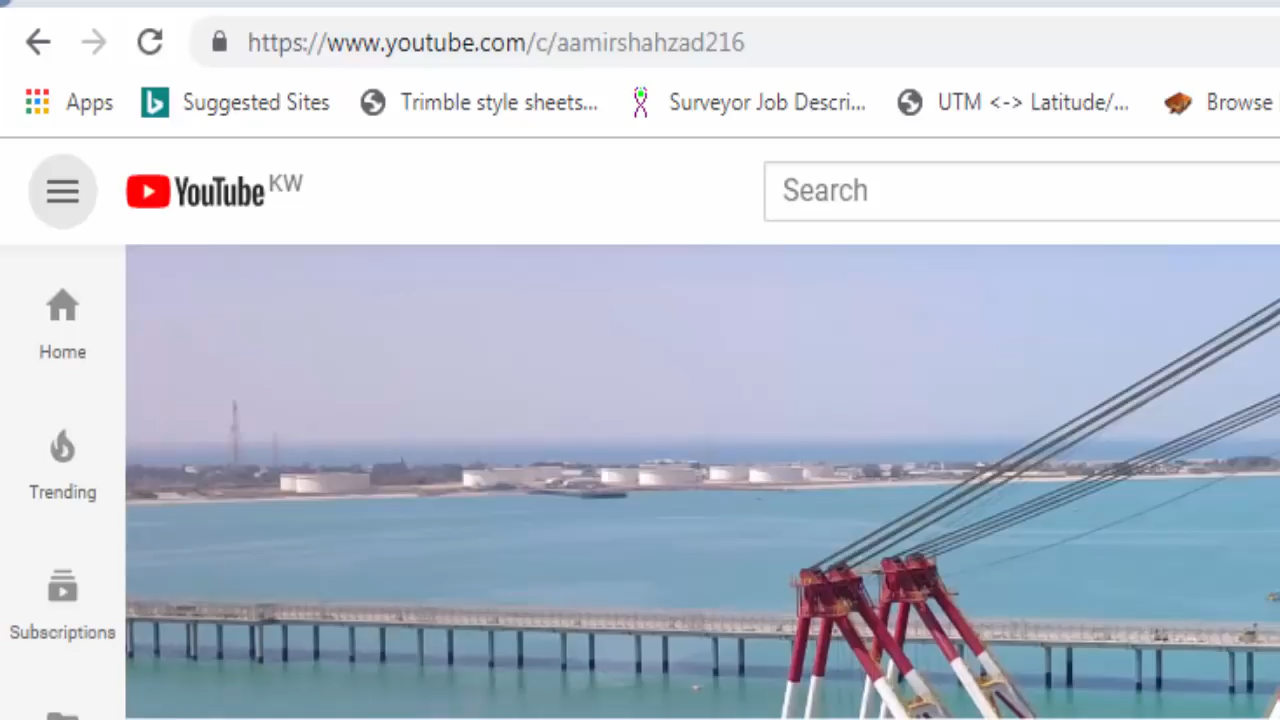 https://www.youtube.com/c/aamirshahzad216
Apps Suggested Sites Trimble style sheets... Surveyor Job Descri... UTM <-> Latitude/... Browse
YouTube KW Search
Home
Trending
Subscriptions